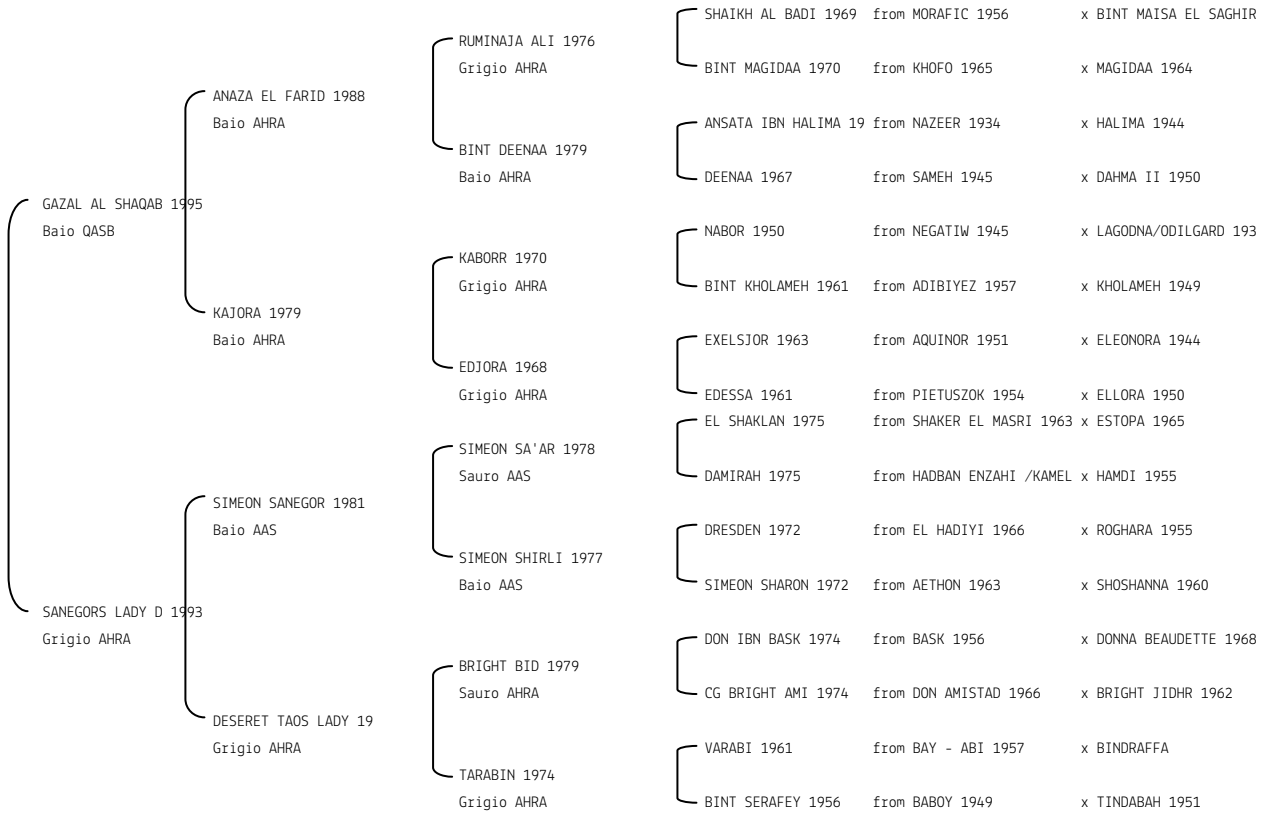 SHAIKH AL BADI 1969 from MORAFIC 1956 x BINT MAISA EL SAGHIR
RUMINAJA ALI 1976
Grigio AHRA
BINT MAGIDAA 1970 from KHOFO 1965 x MAGIDAA 1964
ANAZA EL FARID 1988
Baio AHRA
ANSATA IBN HALIMA 19 from NAZEER 1934 x HALIMA 1944
BINT DEENAA 1979
Baio AHRA
DEENAA 1967 from SAMEH 1945 x DAHMA II 1950
GAZAL AL SHAQAB 1995
Baio QASB
NABOR 1950 from NEGATIW 1945 x LAGODNA/ODILGARD 193
KABORR 1970
Grigio AHRA
BINT KHOLAMEH 1961 from ADIBIYEZ 1957 x KHOLAMEH 1949
KAJORA 1979
Baio AHRA
EXELSJOR 1963 from AQUINOR 1951 x ELEONORA 1944
EDJORA 1968
Grigio AHRA
EDESSA 1961 from PIETUSZOK 1954 x ELLORA 1950
EL SHAKLAN 1975 from SHAKER EL MASRI 1963 x ESTOPA 1965
SIMEON SA'AR 1978
Sauro AAS
DAMIRAH 1975 from HADBAN ENZAHI /KAMEL x HAMDI 1955
SIMEON SANEGOR 1981
Baio AAS
DRESDEN 1972 from EL HADIYI 1966 x ROGHARA 1955
SIMEON SHIRLI 1977
Baio AAS
SIMEON SHARON 1972 from AETHON 1963 x SHOSHANNA 1960
SANEGORS LADY D 1993
Grigio AHRA
DON IBN BASK 1974 from BASK 1956 x DONNA BEAUDETTE 1968
BRIGHT BID 1979
Sauro AHRA
CG BRIGHT AMI 1974 from DON AMISTAD 1966 x BRIGHT JIDHR 1962
DESERET TAOS LADY 19
Grigio AHRA
VARABI 1961 from BAY - ABI 1957 x BINDRAFFA
TARABIN 1974
Grigio AHRA
BINT SERAFEY 1956 from BABOY 1949 x TINDABAH 1951